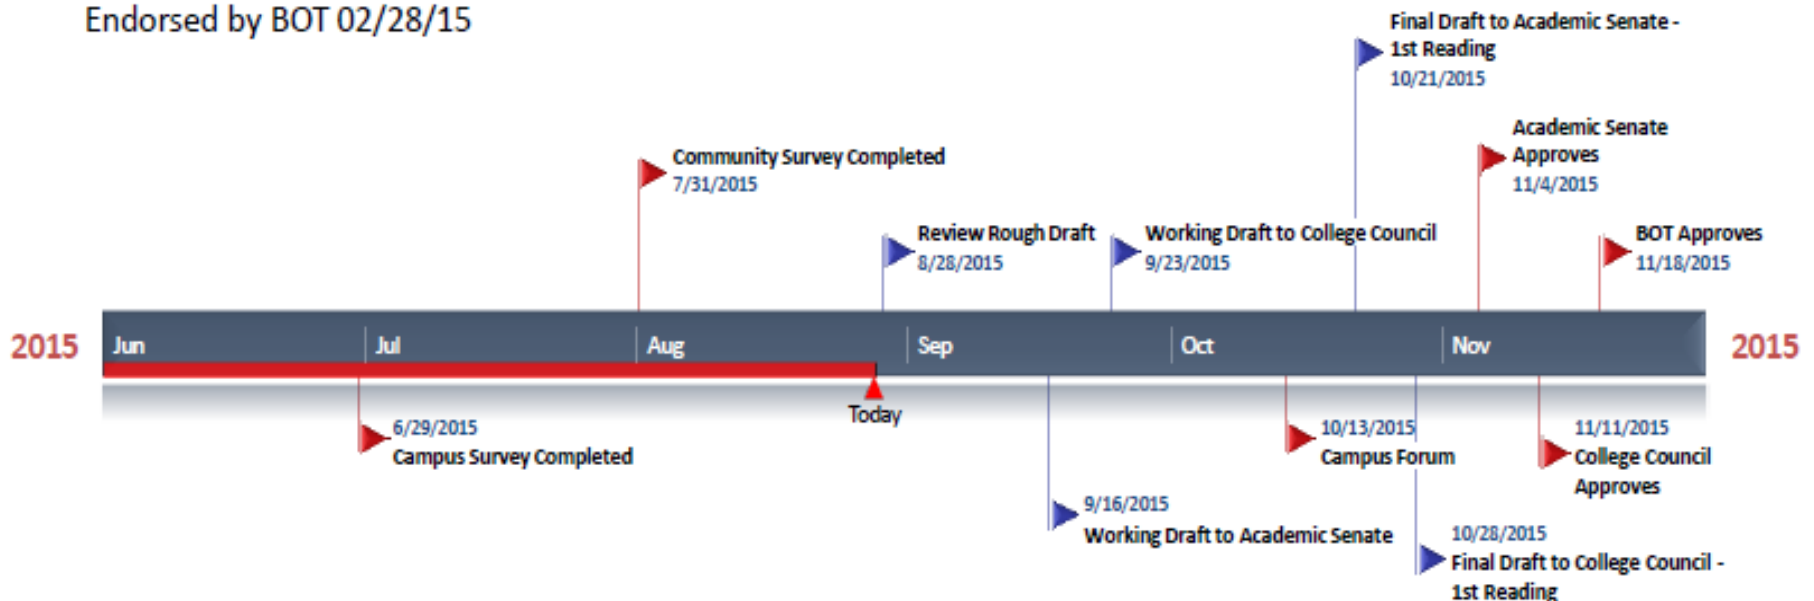 Endorsed by BOT 02/28/15
Final Draft to Academic Senate -
1st Reading
10/21/2015
Academic Senate
Approves
11/4/2015
Community Survey Completed
7/31/2015
Review Rough Draft
8/28/2015
Working Draft to College Council
9/23/2015
BOT Approves
11/18/2015
2015
Jun
Jul
Aug
Sep
Oct
Nov
2015
Today
6/29/2015
Campus Survey Completed
10/13/2015
Campus Forum
11/11/2015
College Council
Approves
9/16/2015
Working Draft to Academic Senate
10/28/2015
Final Draft to College Council -
1st Reading